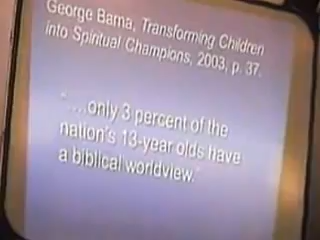 George Barna, Transforming Children
into Spiritual Champions, 2003, p. 37.
"....only 3 percent of the
nation's 13-year olds have
a biblical worldview."